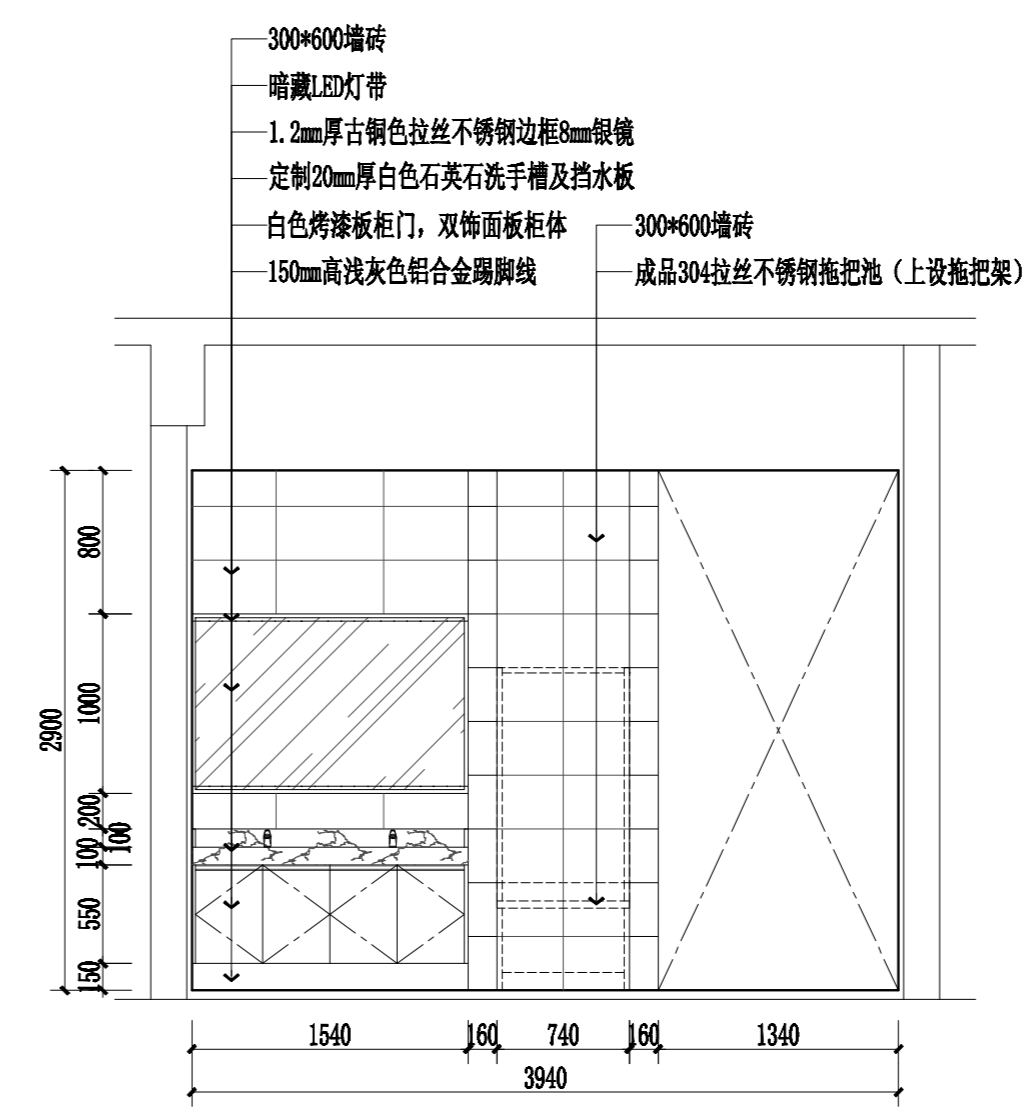 300*600墙砖
暗藏LED灯带
1.2mm厚古铜色拉丝不锈钢边框8mm银镜
定制20mm厚白色石英石洗手槽及挡水板
白色烤漆板柜门，双饰面板柜体
300*600墙砖
150mm高浅灰色铝合金踢脚线
成品304拉丝不锈钢拖把池（上设拖把架）
800
1000
2900
200
100
100
550
150
1540
160
740
160
1340
3940